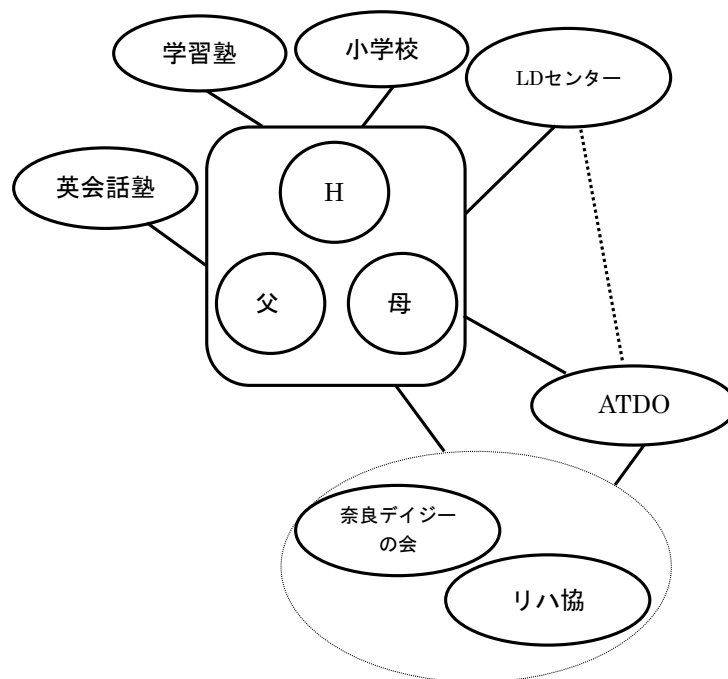 学習塾
小学校
LDセンター
英会話塾
H
父
母
ATDO
奈良デイジー
の会
リハ協